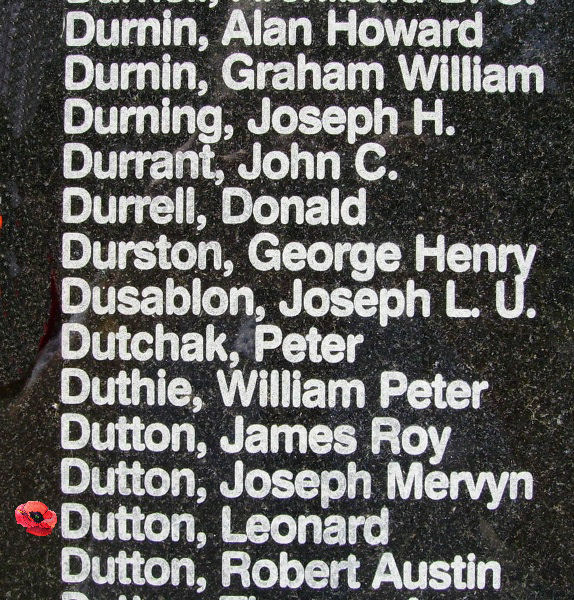 Durnin, Alan Howard
Durnin, Graham William
Durning, Joseph H.
Durrant, John C.
Durrell, Donald
Durston, George Henry
Dusablon, Joseph L. U.
Dutchak, Peter
Duthie, William Peter
Dutton, James Roy
Dutton, Joseph Mervyn
Dutton, Leonard
Dutton, Robert Austin